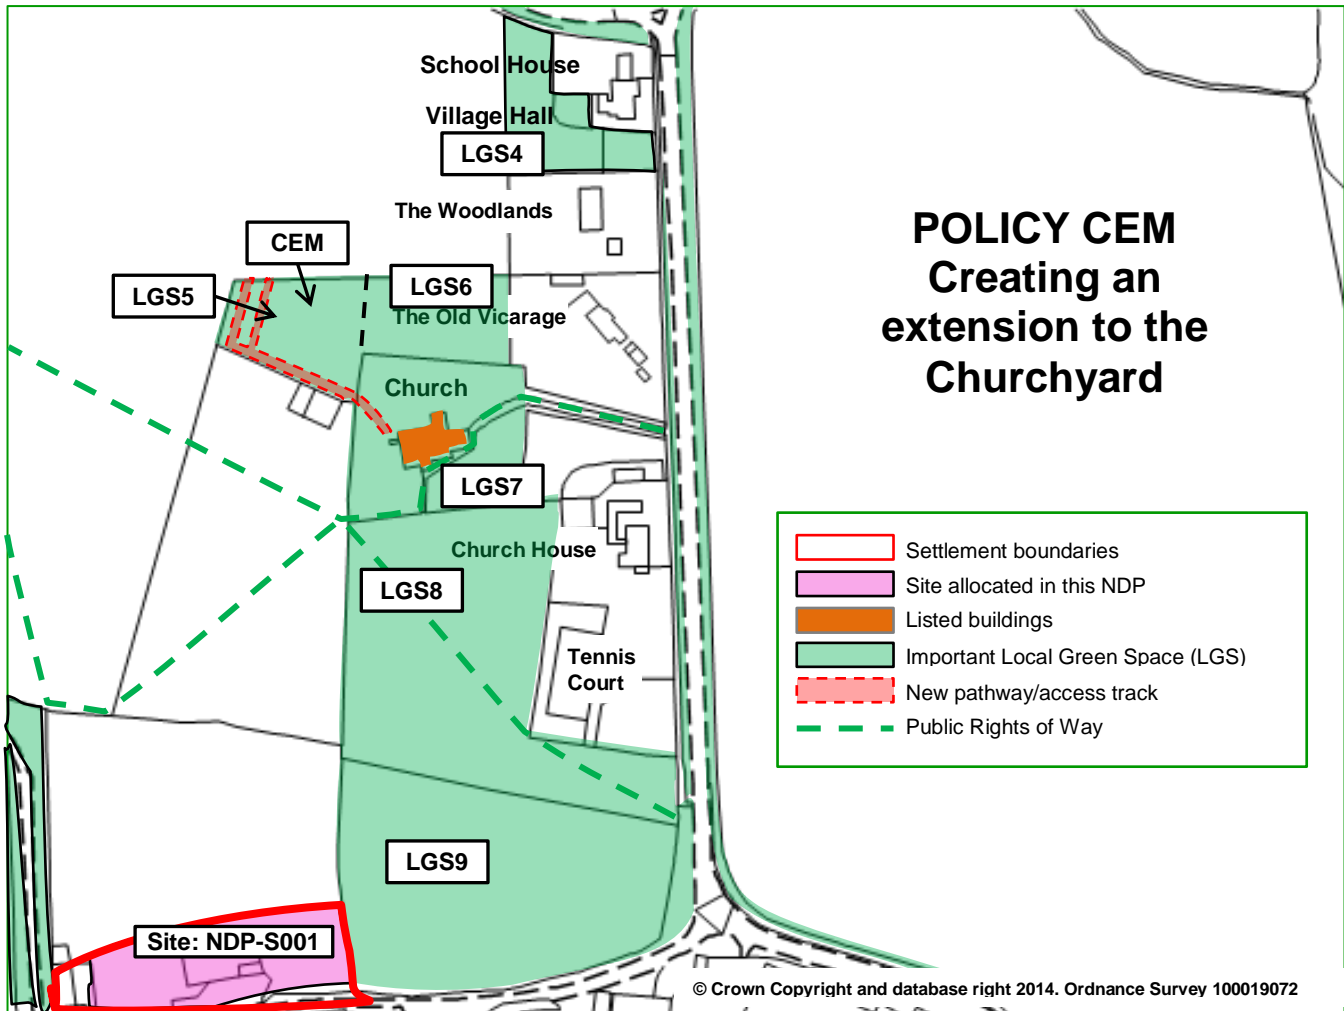 School House
Village Hall
LGS4
The Woodlands
CEM
LGS5
LGS6
The Old Vicarage
Church
LGS7
Church House
LGS8
Tennis
Court
LGS9
Site: NDP-S001
POLICY CEM
Creating an
extension to the
Churchyard
Settlement boundaries
Site allocated in this NDP
Listed buildings
Important Local Green Space (LGS)
New pathway/access track
Public Rights of Way
© Crown Copyright and database right 2014. Ordnance Survey 100019072